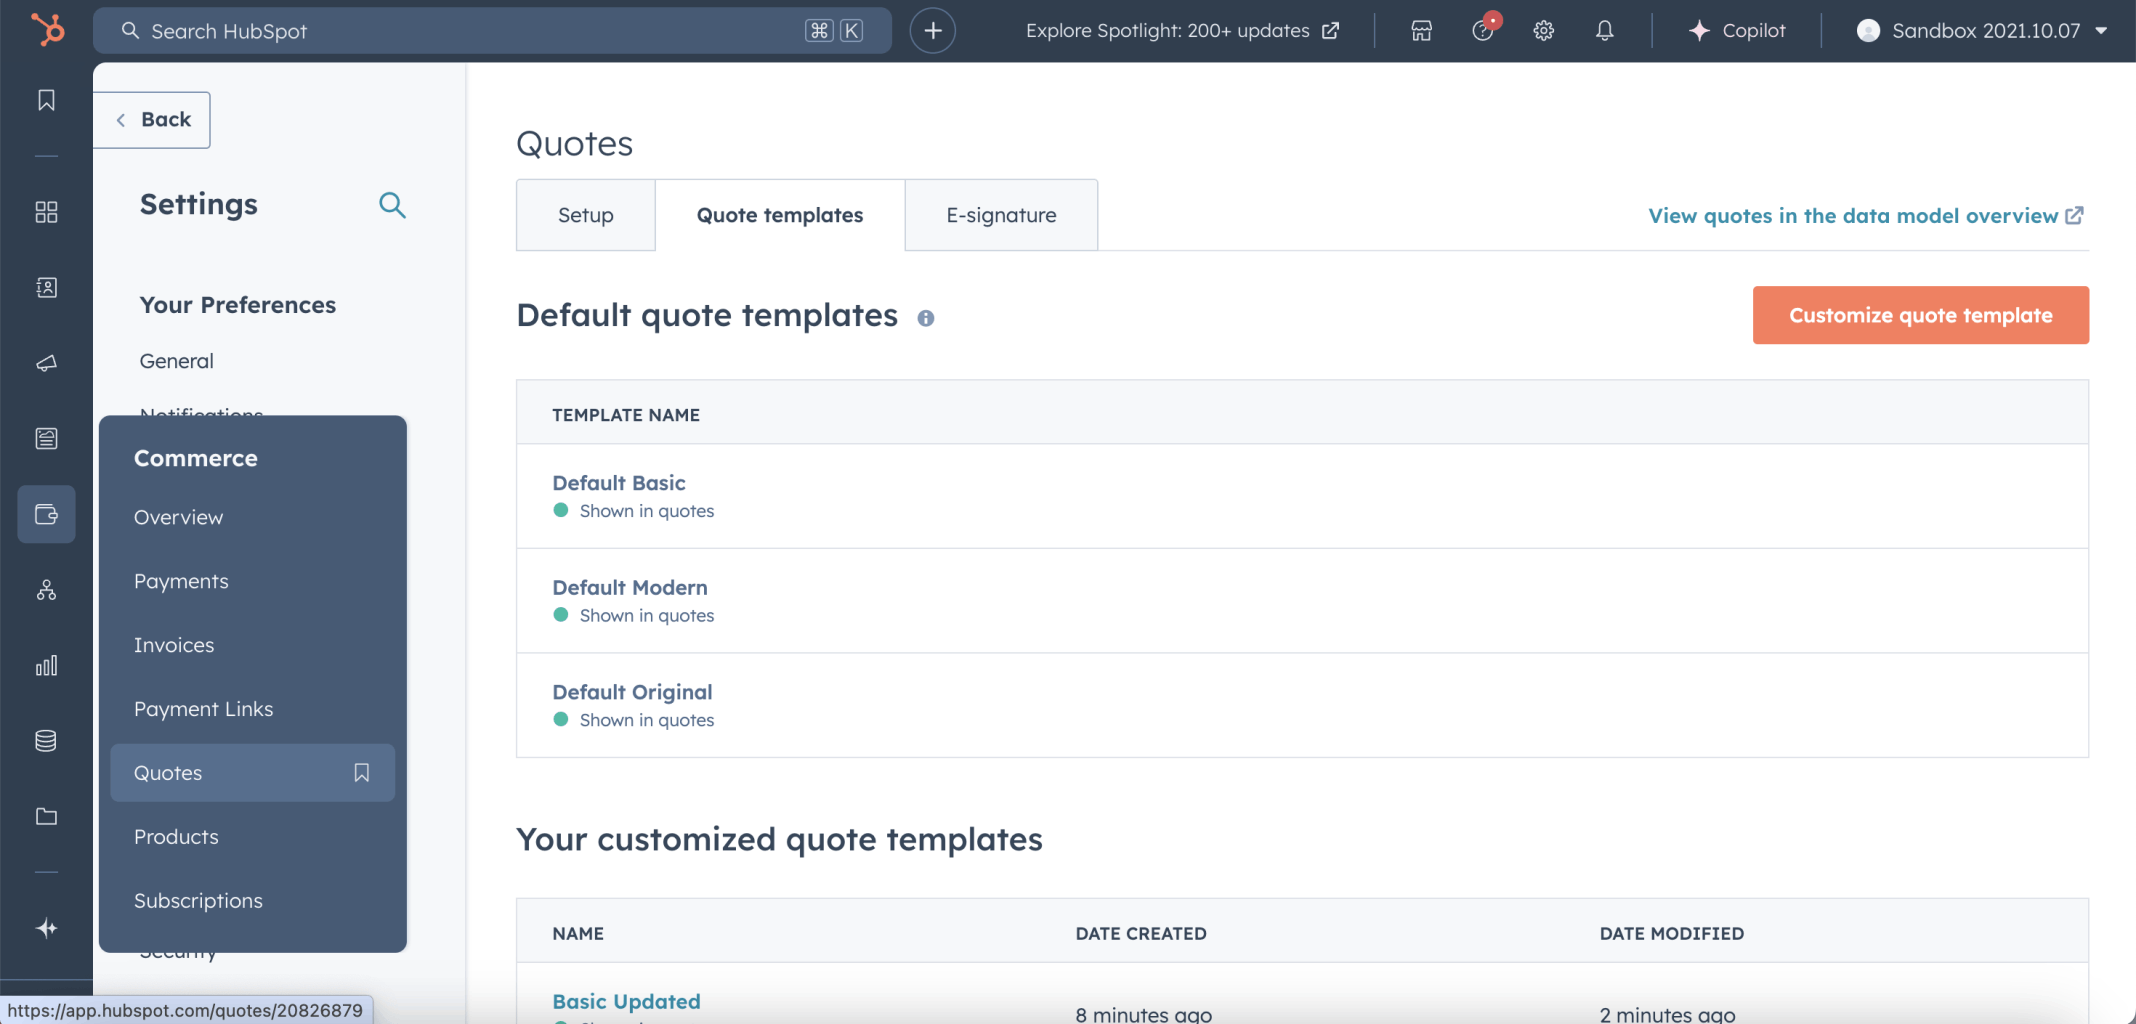 Search HubSpot
⌘ K
Explore Spotlight: 200+ updates
Copilot
Sandbox 2021.10.07
Back
Settings
Your Preferences
General
Notifications
Commerce
Overview
Payments
Invoices
Payment Links
Quotes
Products
Subscriptions
Security
https://app.hubspot.com/quotes/20826879
Quotes
Setup
Quote templates
E-signature
View quotes in the data model overview
Default quote templates
Customize quote template
TEMPLATE NAME
Default Basic
Shown in quotes
Default Modern
Shown in quotes
Default Original
Shown in quotes
Your customized quote templates
NAME DATE CREATED DATE MODIFIED
Basic Updated
8 minutes ago 2 minutes ago